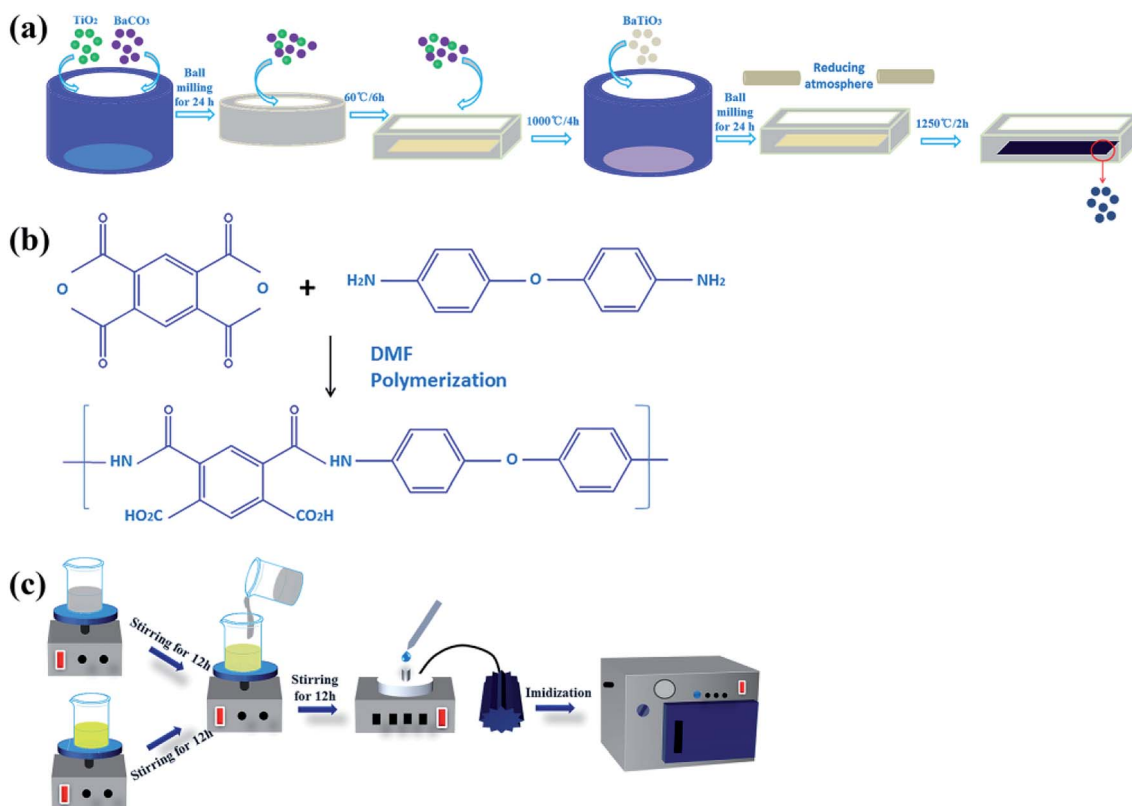 (a)
TiO₂ BaCO₃
Ball
milling
for 24 h
60℃/6h
1000℃/4h
BaTiO₃
Ball
milling
for 24 h
Reducing
atmosphere
1250℃/2h
(b)
O O
O O
O O
+
H₂N O NH₂
DMF
Polymerization
O O
HN HN O
HO₂C CO₂H
(c)
Stirring for 12h
Stirring for 12h
Stirring
for 12h
Imidization